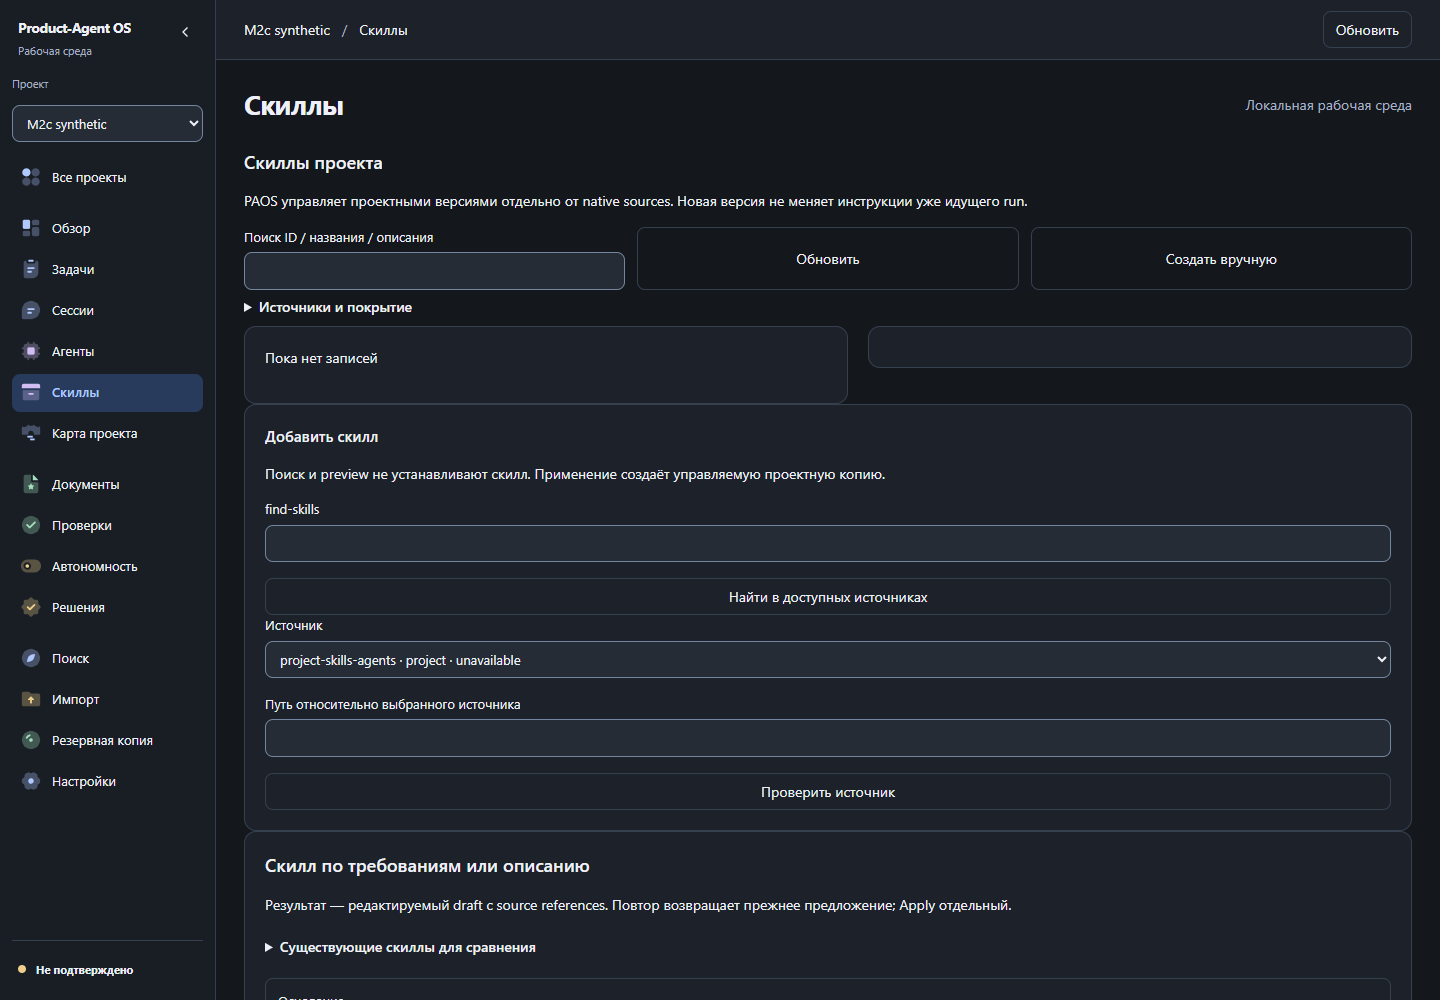 Product-Agent OS
Рабочая среда
Проект
M2c synthetic
Все проекты
Обзор
Задачи
Сессии
Агенты
Скиллы
Карта проекта
Документы
Проверки
Автономность
Решения
Поиск
Импорт
Резервная копия
Настройки
Не подтверждено
M2c synthetic / Скиллы
Обновить
Скиллы
Локальная рабочая среда
Скиллы проекта
PAOS управляет проектными версиями отдельно от native sources. Новая версия не меняет инструкции уже идущего run.
Поиск ID / названия / описания
Обновить
Создать вручную
Источники и покрытие
Пока нет записей
Добавить скилл
Поиск и preview не устанавливают скилл. Применение создаёт управляемую проектную копию.
find-skills
Найти в доступных источниках
Источник
project-skills-agents · project · unavailable
Путь относительно выбранного источника
Проверить источник
Скилл по требованиям или описанию
Результат — редактируемый draft с source references. Повтор возвращает прежнее предложение; Apply отдельный.
Существующие скиллы для сравнения